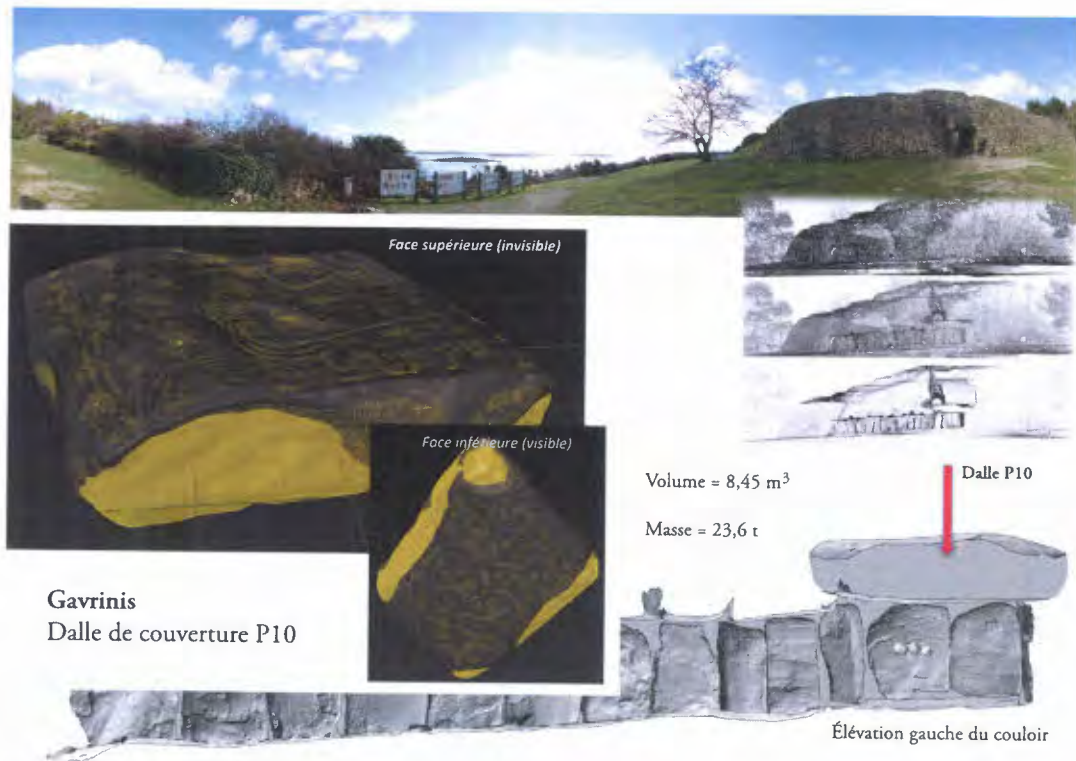 Face supérieure (invisible)
Face inférieure (visible)
Volume = 8,45 m³
Masse = 23,6 t
Dalle P10
Gavrinis
Dalle de couverture P10
Élévation gauche du couloir